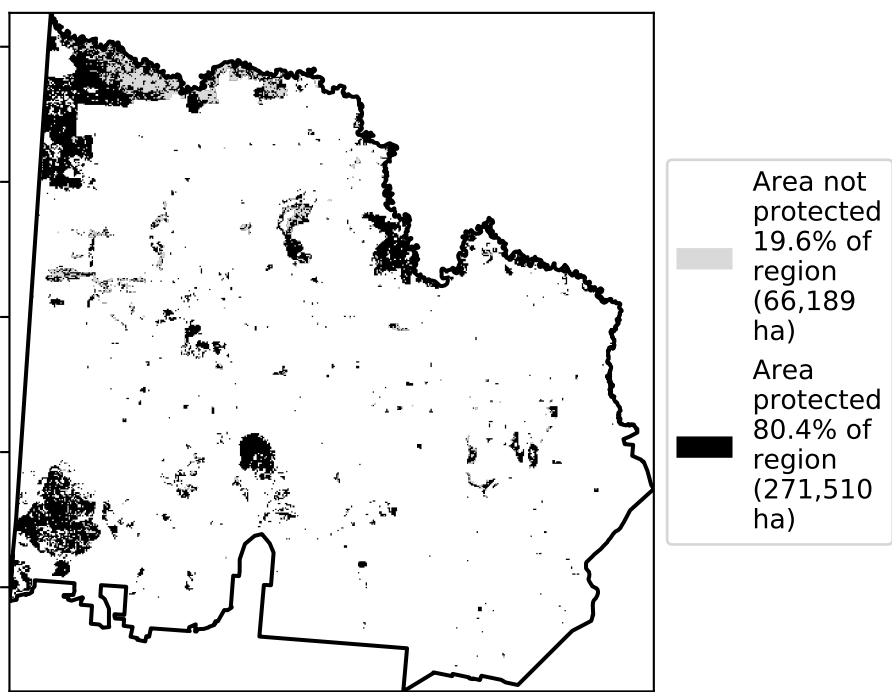 Area not
protected
19.6% of
region
(66,189
ha)
Area
protected
80.4% of
region
(271,510
ha)